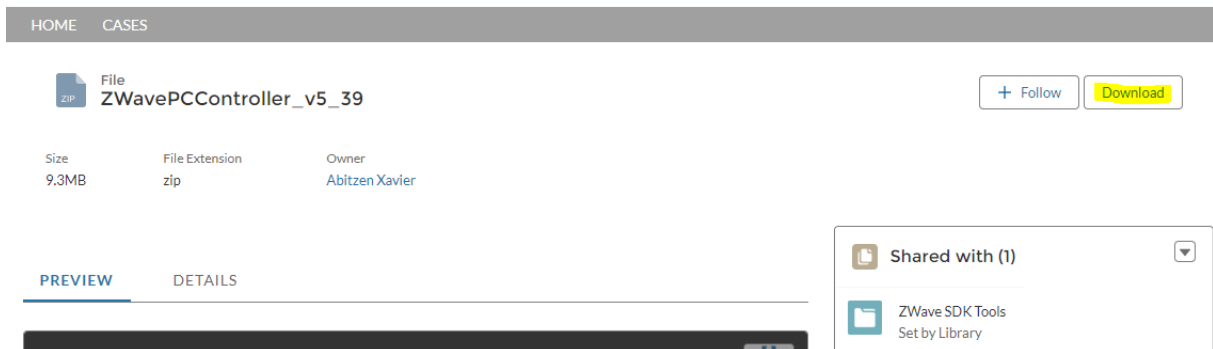 HOME CASES
File
ZIP
ZWavePCController_v5_39
+ Follow
Download
Size File Extension Owner
9.3MB zip Abitzen Xavier
PREVIEW DETAILS
Shared with (1)
ZWave SDK Tools
Set by Library